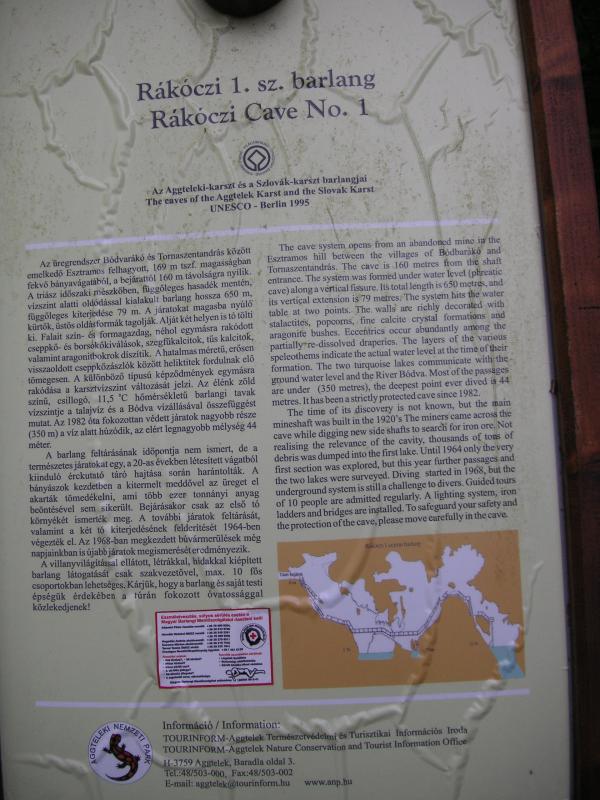 Rákóczi 1. sz. barlang
Rákóczi Cave No. 1
Az Aggteleki-karszt és a Szlovák-karszt barlangjai
The caves of the Aggtelek Karst and the Slovak Karst
UNESCO - Berlin 1995
Az üregrendszer Bódvarákó és Tornaszentandrás között
emelkedő Esztramos felhagyott, 169 m tszf. magasságban
fekvő bányavágatából, a bejárattól 160 m távolságra nyílik.
A triász időszaki mészkőben, függőleges hasadék mentén,
vízszint alatti oldódással kialakult barlang hossza 650 m,
függőleges kiterjedése 79 m. A járatokat magasba nyúló
kürtők, üstös oldásformák tagolják. Alját két helyen is tó tölti
ki. Falait szín- és formagazdag, néhol egymásra rakódott
cseppkő- és borsókőkiválások, szegfűkalcitok, tűs kalcitok,
valamint aragonitbokrok díszítik. A hatalmas méretű, erősen
visszaoldott cseppkőzászlók között heliktitek fordulnak elő
tömegesen. A különböző típusú képződmények egymásra
rakódása a karsztvízszint változását jelzi. Az élénk zöld
színű, csillogó, 11,5 °C hőmérsékletű barlangi tavak
vízszintje a talajvíz és a Bódva vízállásával összefüggést
mutat. Az 1982 óta fokozottan védett járatok nagyobb része
(350 m) a víz alatt húzódik, az elért legnagyobb mélység 44
méter.
A barlang feltárásának időpontja nem ismert, de a
természetes járatokat egy, a 20-as években létesített vágatból
kiinduló érckutató táró hajtása során harántolták. A
bányászok kezdetben a kitermelt meddővel az üreget el
akarták tömedékelni, ami több ezer tonnányi anyag
beöntésével sem sikerült. Bejárásakor csak az első tó
környékét ismerték meg. A további járatok feltárását,
valamint a két tó kiterjedésének felderítését 1964-ben
végezték el. Az 1968-ban megkezdett búvármerülések még
napjainkban is újabb járatok megismerését eredményezik.
A villanyvilágítással ellátott, létrákkal, hidakkal kiépített
barlang látogatását csak szakvezetővel, max. 10 fős
csoportokban lehetséges. Kérjük, hogy a barlang és saját testi
épségük érdekében a túrán fokozott óvatossággal
közlekedjenek!
The cave system opens from an abandoned mine in the
Esztramos hill between the villages of Bódbarákó and
Tornaszentandrás. The cave is 160 metres from the shaft
entrance. The system was formed under water level (phreatic
cave) along a vertical fissure. Its total length is 650 metres, and
its vertical extension is 79 metres. The system hits the water
table at two points. The walls are richly decorated with
stalactites, popcorns, fine calcite crystal formations and
aragonite bushes. Eccentrics occur abundantly among the
partially re-dissolved draperies. The layers of the various
speleothems indicate the actual water level at the time of their
formation. The two turquoise lakes communicate with the
ground water level and the River Bódva. Most of the passages
are under (350 metres), the deepest point ever dived is 44
metres. It has been a strictly protected cave since 1982.
The time of its discovery is not known, but the main
mineshaft was built in the 1920's The miners came across the
cave while digging new side shafts to search for iron ore. Not
realising the relevance of the cavity, thousands of tons of
debris was dumped into the first lake. Until 1964 only the very
first section was explored, but this year further passages and
the two lakes were surveyed. Diving started in 1968, but the
underground system is still a challenge to divers. Guided tours
of 10 people are admitted regularly. A lighting system, iron
ladders and bridges are installed. To safeguard your safety and
the protection of the cave, please move carefully in the cave.
AGGTELEKI NEMZETI PARK
Információ / Information:
TOURINFORM-Aggtelek Természetvédelmi és Turisztikai Információs Iroda
TOURINFORM-Aggtelek Nature Conservation and Tourist Information Office
H-3759 Aggtelek, Baradla oldal 3.
Tel.:48/503-000, Fax:48/503-002
E-mail: aggtelek@tourinform.hu www.anp.hu